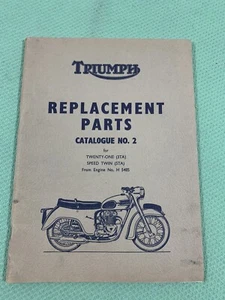 TRIUMPH
REPLACEMENT
PARTS
CATALOGUE NO. 2
for
TWENTY-ONE (3TA)
SPEED TWIN (5TA)
From Engine No. H 5485